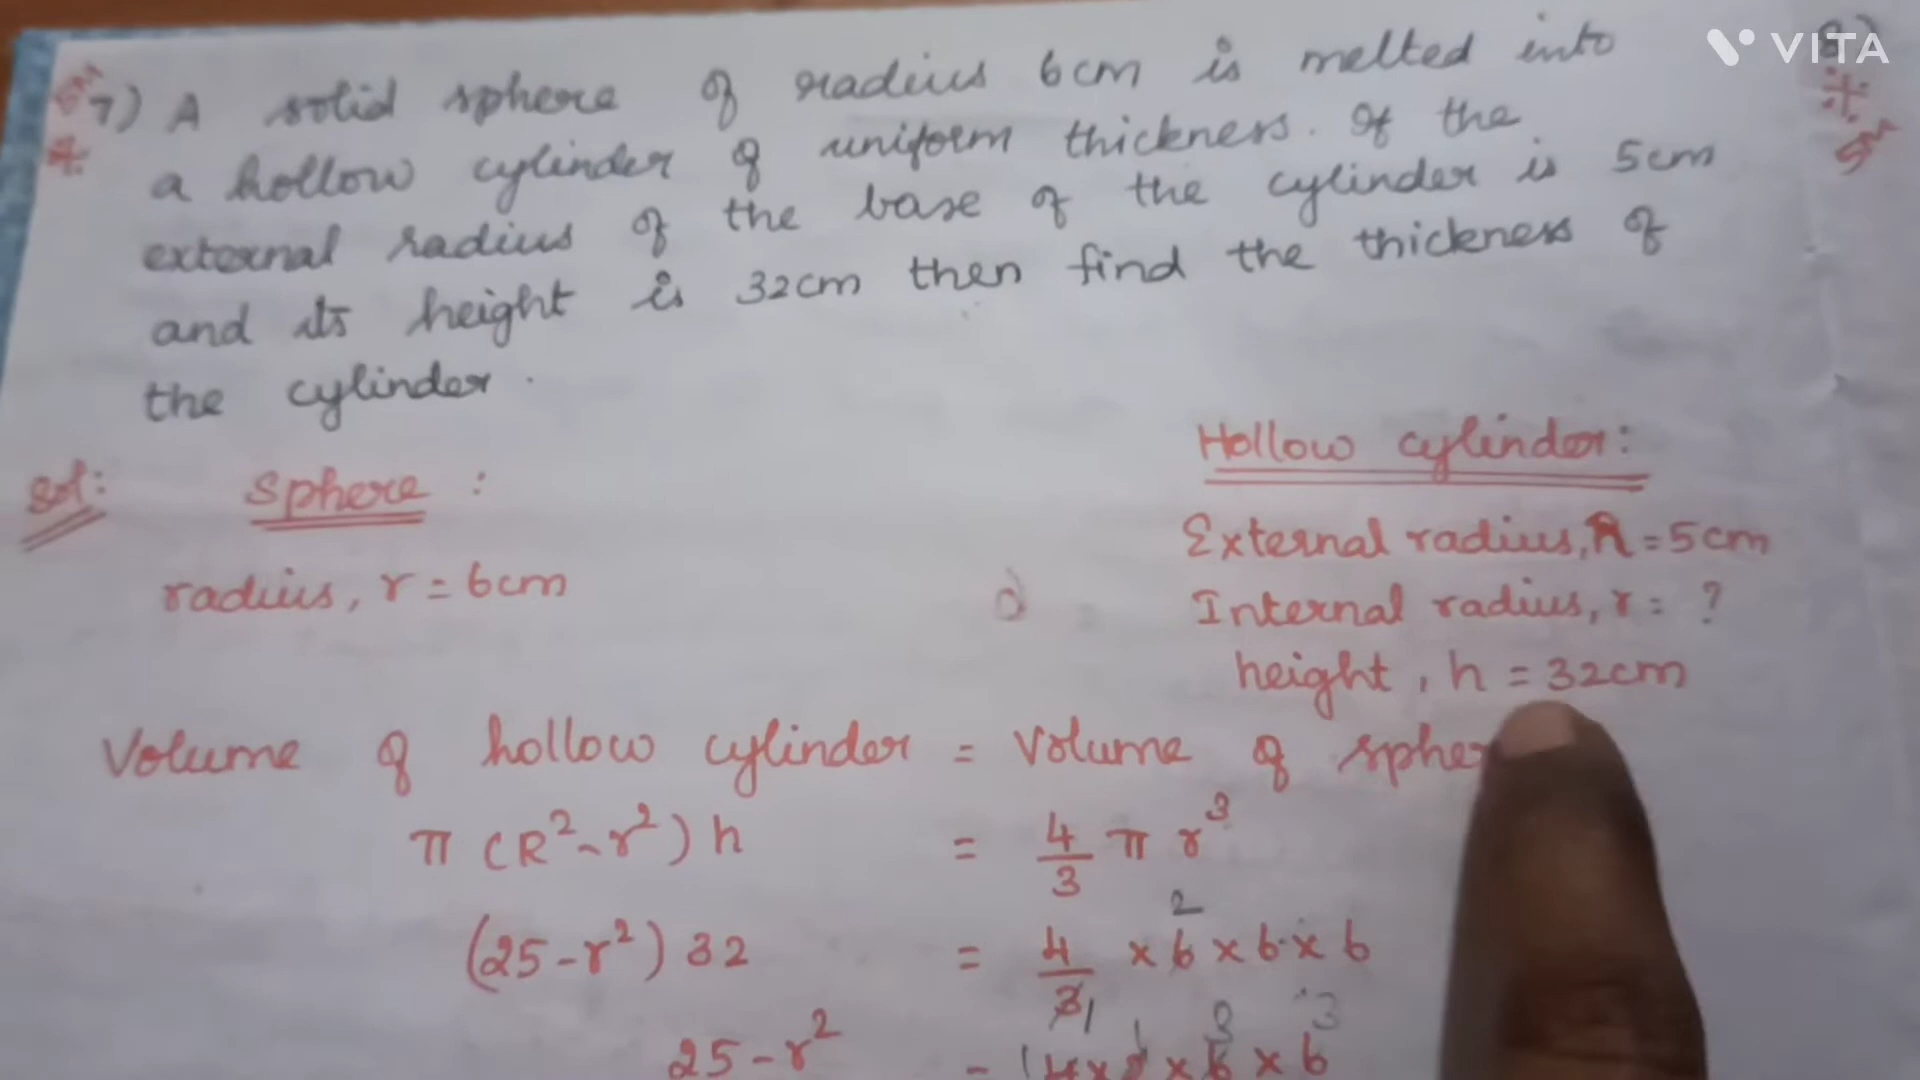 VITA
7) A solid sphere of radius 6cm is melted into
a hollow cylinder of uniform thickness. If the
external radius of the base of the cylinder is 5cm
and its height is 32cm then find the thickness of
the cylinder.
Sol:
Sphere :
Hollow cylinder:
External radius, R = 5cm
radius, r = 6cm
Internal radius, r = ?
height, h = 32cm
Volume of hollow cylinder = Volume of spher
π (R²-r²) h = 4/3 π r³
(25-r²) 32 = 4/3 × 6 × 6 × 6
25-r²